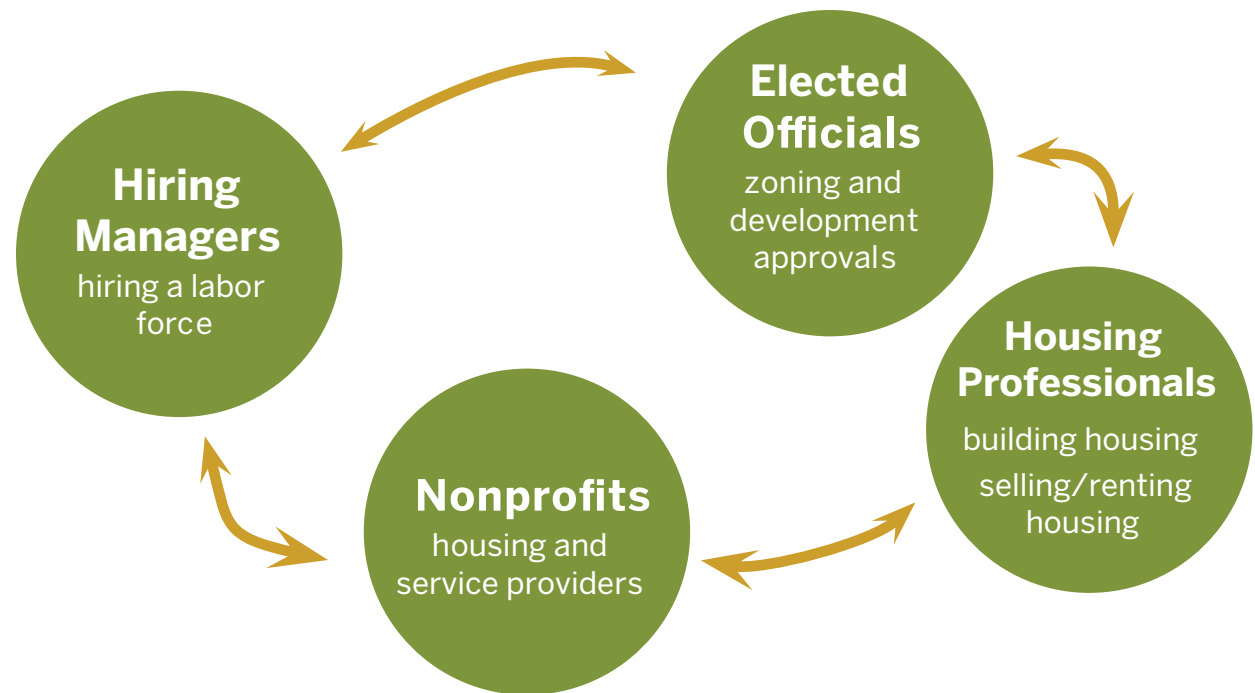 Hiring
Managers
hiring a labor
force
Elected
Officials
zoning and
development
approvals
Housing
Professionals
building housing
selling/renting
housing
Nonprofits
housing and
service providers